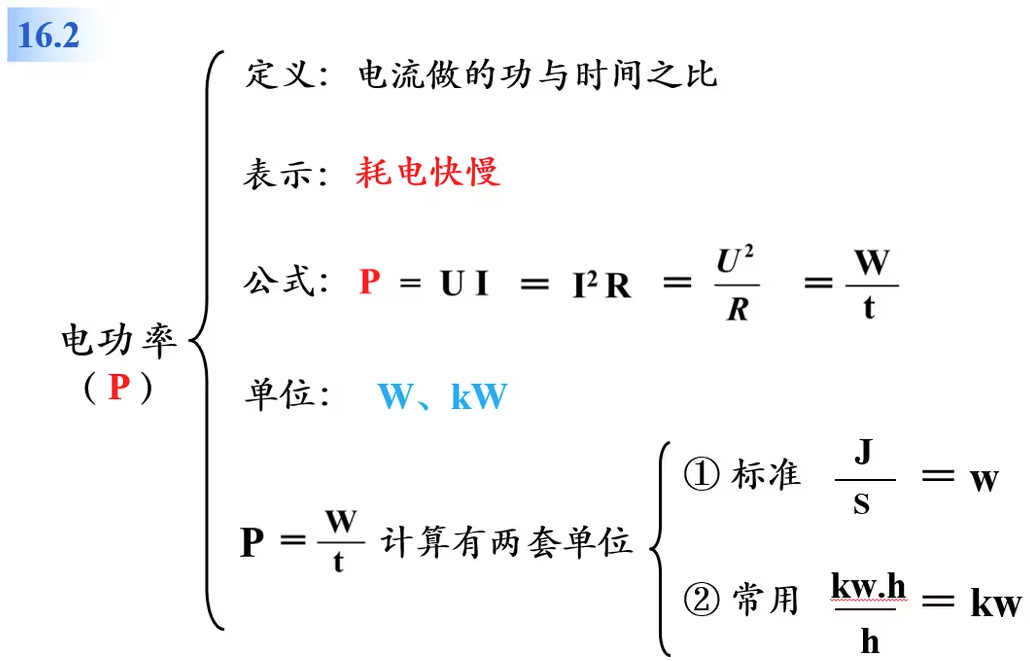 16.2
定义：电流做的功与时间之比
表示：耗电快慢
公式：P = U I = I²R = U²/R = W/t
电功率
（P）
单位：W、kW
P = W/t 计算有两套单位
① 标准 J/S = w
② 常用 kw.h/h = kw